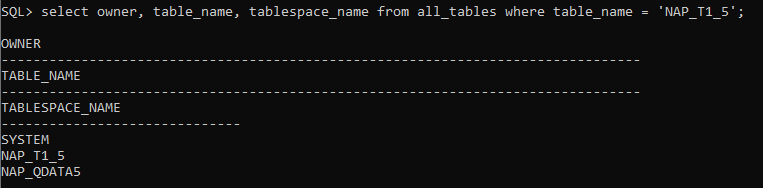 SQL> select owner, table_name, tablespace_name from all_tables where table_name = 'NAP_T1_5';
OWNER
--------------------------------------------------------------------------------
TABLE_NAME
--------------------------------------------------------------------------------
TABLESPACE_NAME
------------------------------
SYSTEM
NAP_T1_5
NAP_QDATA5